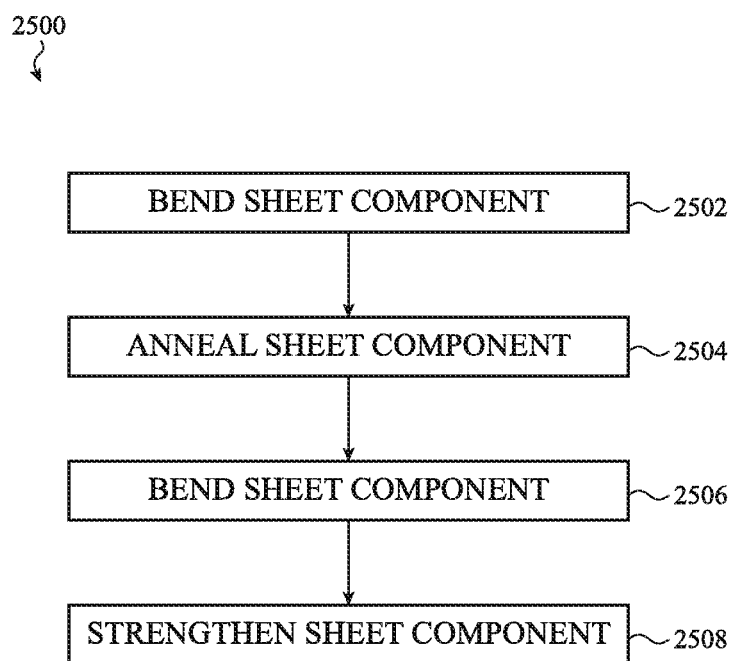 2500
BEND SHEET COMPONENT
2502
ANNEAL SHEET COMPONENT
2504
BEND SHEET COMPONENT
2506
STRENGTHEN SHEET COMPONENT
2508